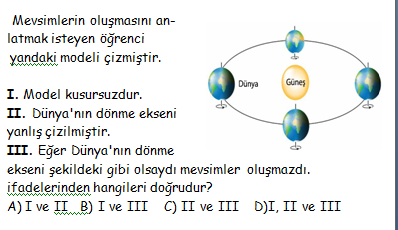 Mevsimlerin oluşmasını an-
latmak isteyen öğrenci
yandaki modeli çizmiştir.
Dünya
Güneş
I. Model kusursuzdur.
II. Dünya'nın dönme ekseni
yanlış çizilmiştir.
III. Eğer Dünya'nın dönme
ekseni şekildeki gibi olsaydı mevsimler oluşmazdı.
ifadelerinden hangileri doğrudur?
A) I ve II B) I ve III C) II ve III D)I, II ve III